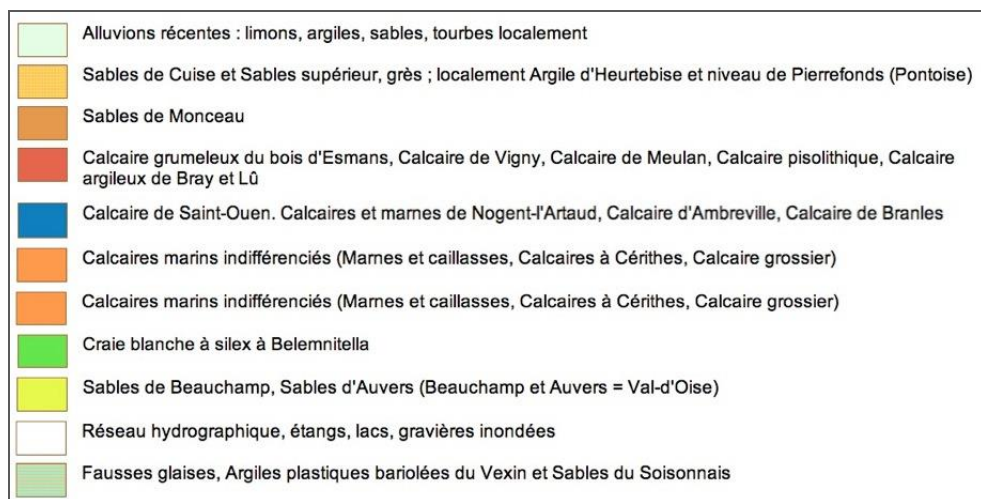 Alluvions récentes : limons, argiles, sables, tourbes localement
Sables de Cuise et Sables supérieur, grès ; localement Argile d'Heurtebise et niveau de Pierrefonds (Pontoise)
Sables de Monceau
Calcaire grumeleux du bois d'Esmans, Calcaire de Vigny, Calcaire de Meulan, Calcaire pisolithique, Calcaire
argileux de Bray et Lû
Calcaire de Saint-Ouen. Calcaires et marnes de Nogent-l'Artaud, Calcaire d'Ambreville, Calcaire de Branles
Calcaires marins indifférenciés (Marnes et caillasses, Calcaires à Cérithes, Calcaire grossier)
Calcaires marins indifférenciés (Marnes et caillasses, Calcaires à Cérithes, Calcaire grossier)
Craie blanche à silex à Belemnitella
Sables de Beauchamp, Sables d'Auvers (Beauchamp et Auvers = Val-d'Oise)
Réseau hydrographique, étangs, lacs, gravières inondées
Fausses glaises, Argiles plastiques bariolées du Vexin et Sables du Soisonnais